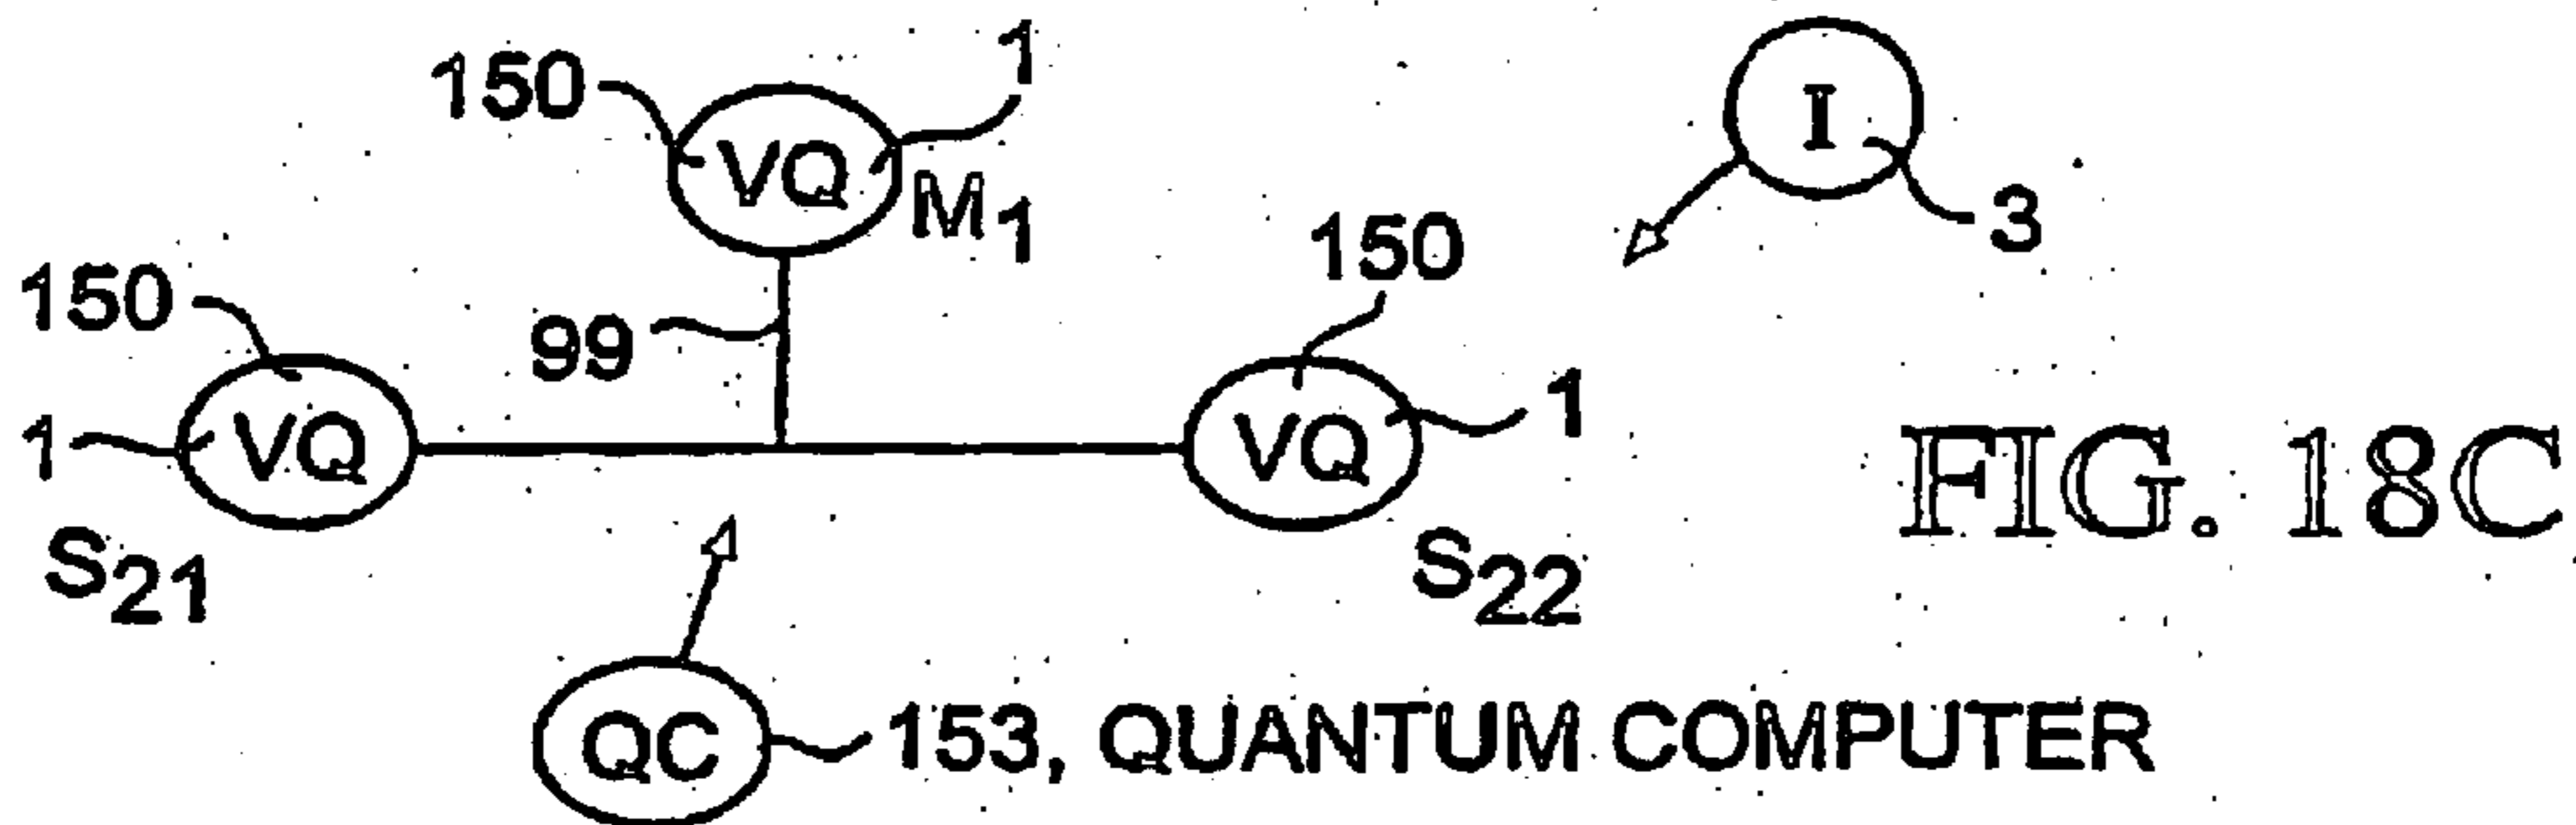 150 1
VQ
M1
I
3
150
99
150
1 VQ
VQ 1
S21
S22
FIG. 18C
QC 153, QUANTUM COMPUTER